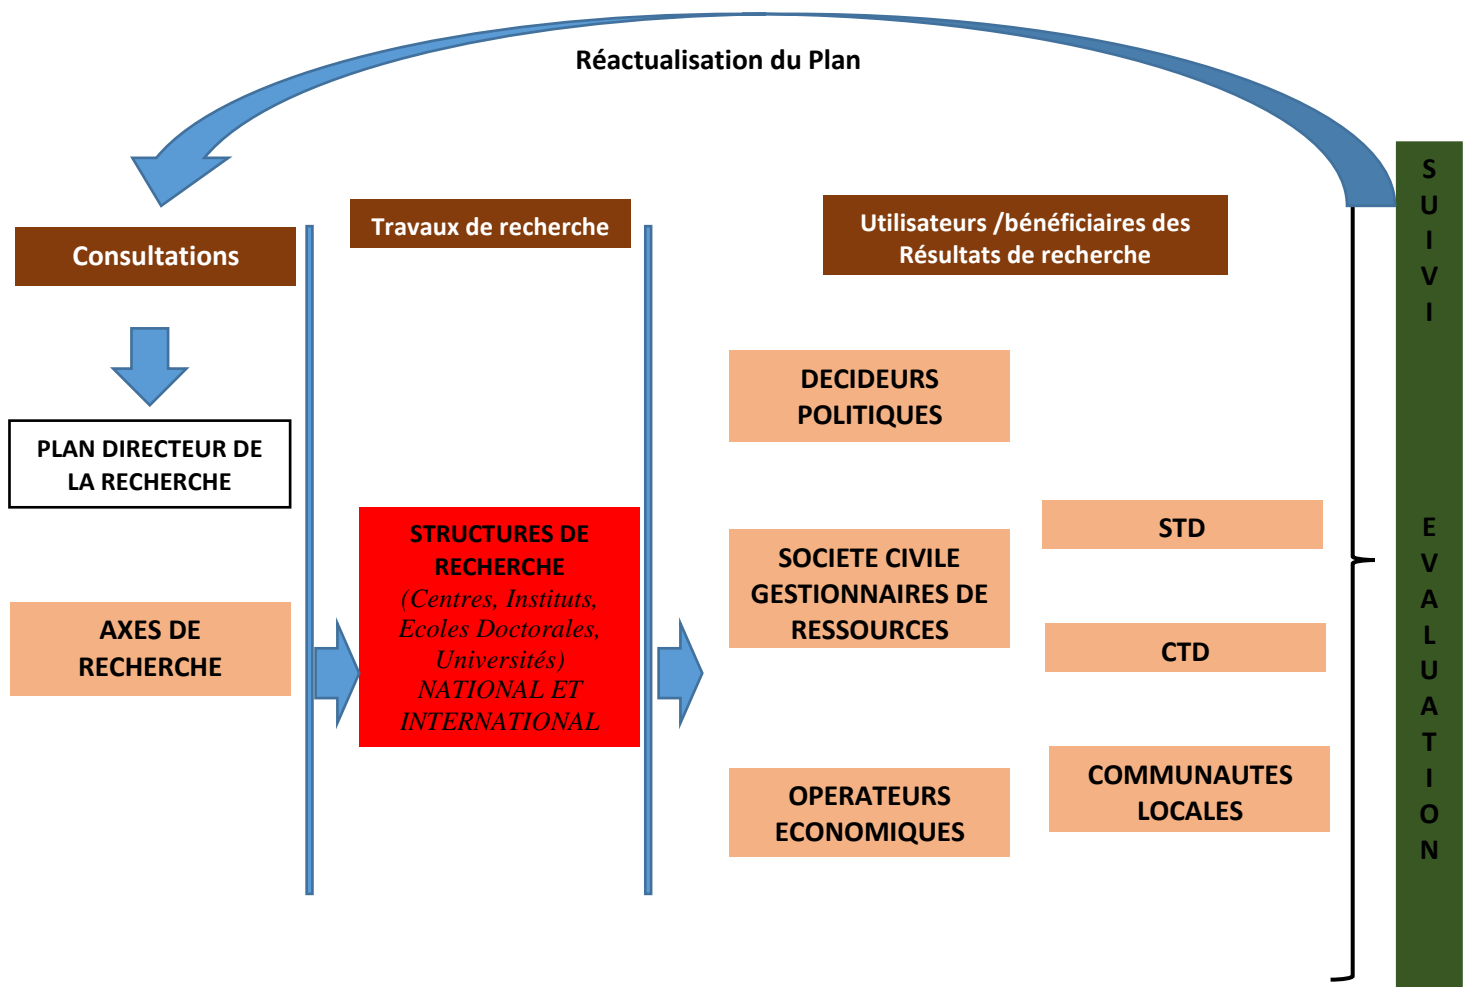 Réactualisation du Plan
Consultations
PLAN DIRECTEUR DE
LA RECHERCHE
AXES DE
RECHERCHE
Travaux de recherche
STRUCTURES DE
RECHERCHE
(Centres, Instituts,
Ecoles Doctorales,
Universités)
NATIONAL ET
INTERNATIONAL
Utilisateurs /bénéficiaires des
Résultats de recherche
DECIDEURS
POLITIQUES
SOCIETE CIVILE
GESTIONNAIRES DE
RESSOURCES
OPERATEURS
ECONOMIQUES
STD
CTD
COMMUNAUTES
LOCALES
S
U
I
V
I
E
V
A
L
U
A
T
I
O
N